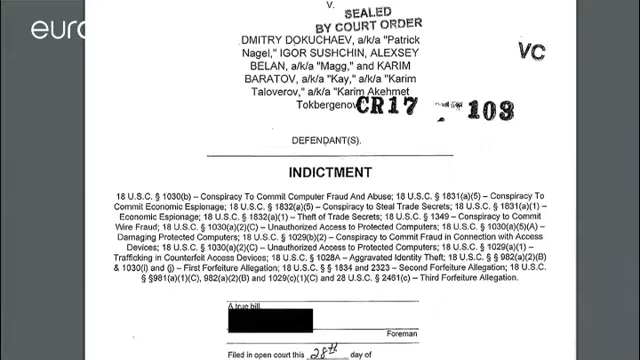 euro
V.
SEALED
BY COURT ORDER
DMITRY DOKUCHAEV, a/k/a "Patrick
Nagel," IGOR SUSHCHIN, ALEXSEY
BELAN, a/k/a "Magg," and KARIM
BARATOV, a/k/a "Kay," a/k/a "Karim
Taloverov," a/k/a "Karim Akehmet
Tokbergenov
CR17 103
VC
DEFENDANT(S).
INDICTMENT
18 U.S.C. § 1030(b) – Conspiracy To Commit Computer Fraud And Abuse; 18 U.S.C. § 1831(a)(5) – Conspiracy To
Commit Economic Espionage; 18 U.S.C. § 1832(a)(5) – Conspiracy to Steal Trade Secrets; 18 U.S.C. § 1831(a)(1) –
Economic Espionage; 18 U.S.C. § 1832(a)(1) – Theft of Trade Secrets; 18 U.S.C. § 1349 – Conspiracy to Commit
Wire Fraud; 18 U.S.C. § 1030(a)(2)(C) – Unauthorized Access to Protected Computers; 18 U.S.C. § 1030(a)(5)(A) –
Damaging Protected Computers; 18 U.S.C. § 1029(b)(2) – Conspiracy to Commit Fraud in Connection with Access
Devices; 18 U.S.C. § 1030(a)(2)(C) – Unauthorized Access to Protected Computers; 18 U.S.C. § 1029(a)(1) –
Trafficking in Counterfeit Access Devices; 18 U.S.C. § 1028A – Aggravated Identity Theft; 18 U.S.C. §§ 982(a)(2)(B)
& 1030(i) and (j) – First Forfeiture Allegation; 18 U.S.C. §§ 1834 and 2323 – Second Forfeiture Allegation; 18 U.S.C.
§ §981(a)(1)(C), 982(a)(2)(B) and 1029(c)(1)(C) and 28 U.S.C. § 2461(c) – Third Forfeiture Allegation.
A true bill.
Foreman
Filed in open court this 28th day of